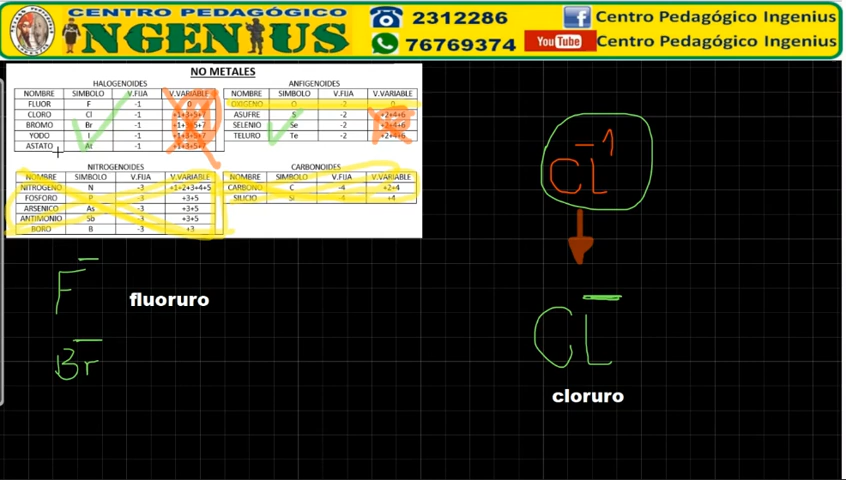 CENTRO PEDAGÓGICO
INGENIUS
2312286
76769374
Centro Pedagógico Ingenius
YouTube Centro Pedagógico Ingenius
NO METALES
HALOGENOIDES
NOMBRE SIMBOLO V.FIJA V.VARIABLE
FLUOR F -1 0
CLORO Cl -1 +1+3+5+7
BROMO Br -1 +1+3+5+7
YODO I -1 +1+3+5+7
ASTATO At -1 +1+3+5+7
ANFIGENOIDES
NOMBRE SIMBOLO V.FIJA V.VARIABLE
OXIGENO O -2 0
ASUFRE S -2 +2+4+6
SELENIO Se -2 +2+4+6
TELURO Te -2 +2+4+6
NITROGENOIDES
NOMBRE SIMBOLO V.FIJA V.VARIABLE
NITROGENO N -3 +1+2+3+4+5
FOSFORO P -3 +3+5
ARSENICO As -3 +3+5
ANTIMONIO Sb -3 +3+5
BORO B -3 +3
CARBONOIDES
NOMBRE SIMBOLO V.FIJA V.VARIABLE
CARBONO C -4 +2+4
SILICIO Si -4 +4
CL-1
F-
fluoruro
CL-
Br-
cloruro